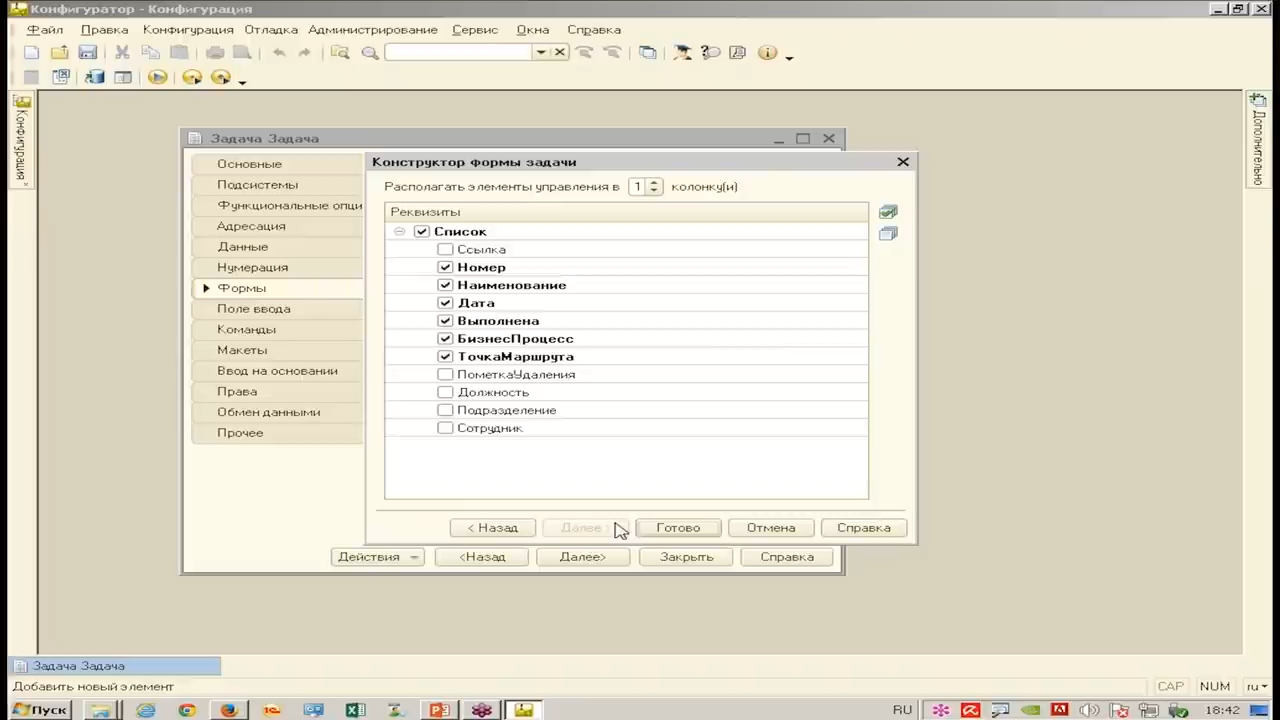 Конфигуратор - Конфигурация
Файл Правка Конфигурация Отладка Администрирование Сервис Окна Справка
Конфигурация
Дополнительно
Задача Задача
Основные
Подсистемы
Функциональные опци
Адресация
Данные
Нумерация
Формы
Поле ввода
Команды
Макеты
Ввод на основании
Права
Обмен данными
Прочее
Конструктор формы задачи
Располагать элементы управления в 1 колонку(и)
Реквизиты
Список
Ссылка
Номер
Наименование
Дата
Выполнена
БизнесПроцесс
ТочкаМаршрута
ПометкаУдаления
Должность
Подразделение
Сотрудник
< Назад Далее Готово Отмена Справка
Действия <Назад Далее> Закрыть Справка
Задача Задача
Добавить новый элемент CAP NUM ru
Пуск RU 18:42